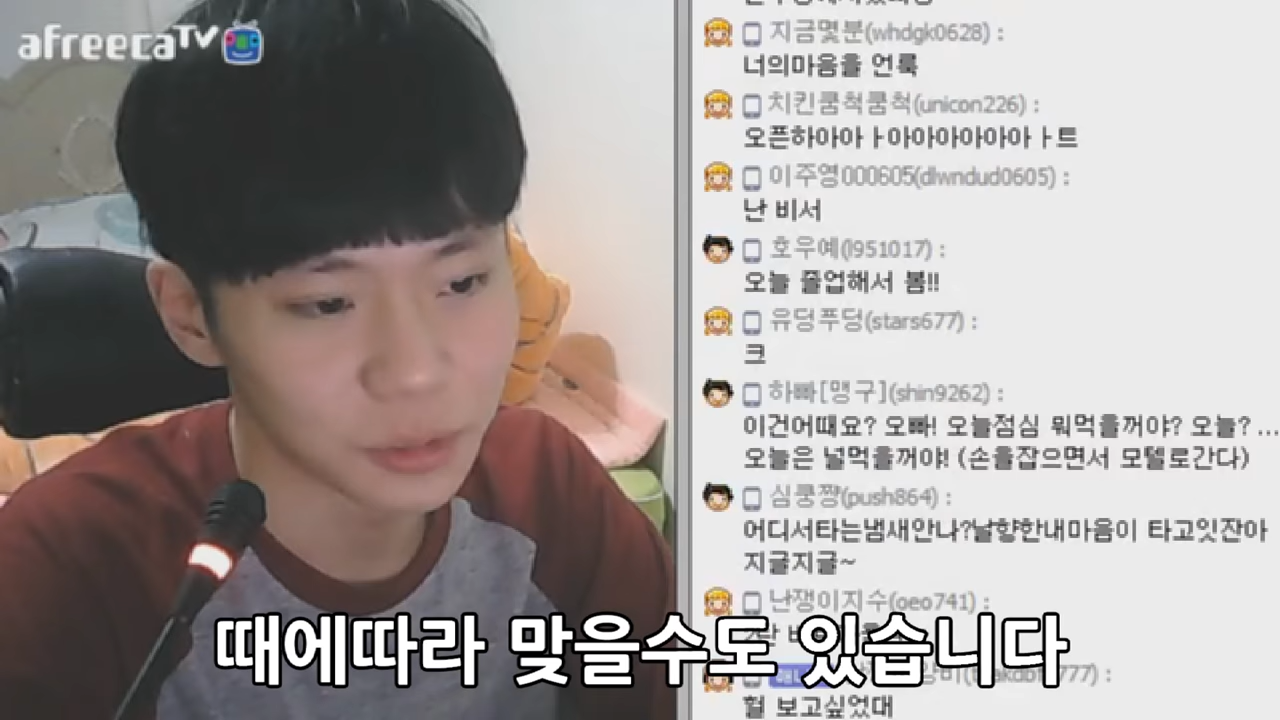 afreecaTV
지금몇분(whdgk0628) :
너의마음을 언룩
치킨쿰척쿰척(unicon226) :
오픈하아아ㅏ아아아아아아ㅏ트
이주영000605(dlwndud0605) :
난 비서
호우예(l951017) :
오늘 졸업해서 봄!!
유덩푸덩(stars677) :
크
하빠[맹구](shin9262) :
이건어때요? 오빠! 오늘점심 뭐먹을꺼야? 오늘? ...
오늘은 널먹을꺼야! (손을잡으면서 모텔로간다)
심쿵쨩(push864) :
어디서타는냄새안나?날향한내마음이 타고잇잔아
지글지글~
난쟁이지수(oeo741) :
때에따라 맞을수도 있습니다
헐 보고싶었대